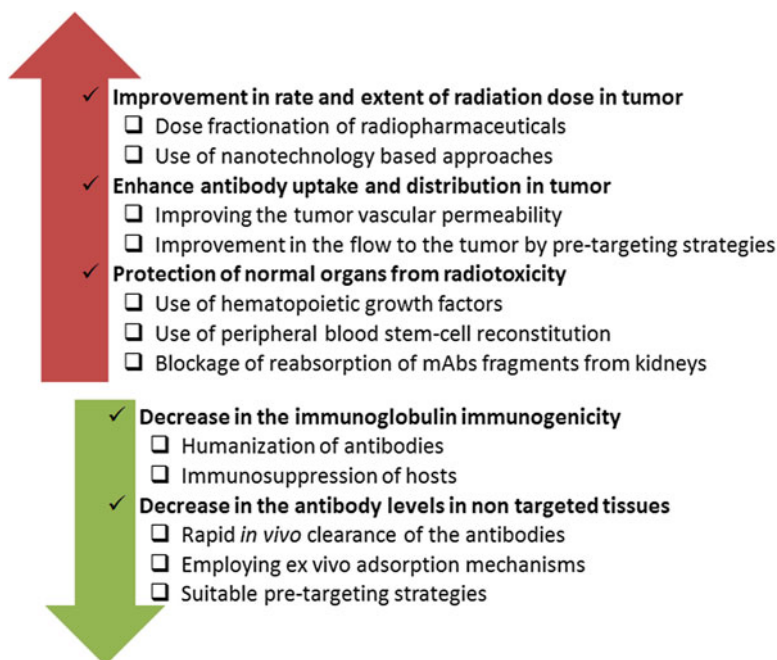 ✓ Improvement in rate and extent of radiation dose in tumor
❑ Dose fractionation of radiopharmaceuticals
❑ Use of nanotechnology based approaches
✓ Enhance antibody uptake and distribution in tumor
❑ Improving the tumor vascular permeability
❑ Improvement in the flow to the tumor by pre-targeting strategies
✓ Protection of normal organs from radiotoxicity
❑ Use of hematopoietic growth factors
❑ Use of peripheral blood stem-cell reconstitution
❑ Blockage of reabsorption of mAbs fragments from kidneys
✓ Decrease in the immunoglobulin immunogenicity
❑ Humanization of antibodies
❑ Immunosuppression of hosts
✓ Decrease in the antibody levels in non targeted tissues
❑ Rapid in vivo clearance of the antibodies
❑ Employing ex vivo adsorption mechanisms
❑ Suitable pre-targeting strategies